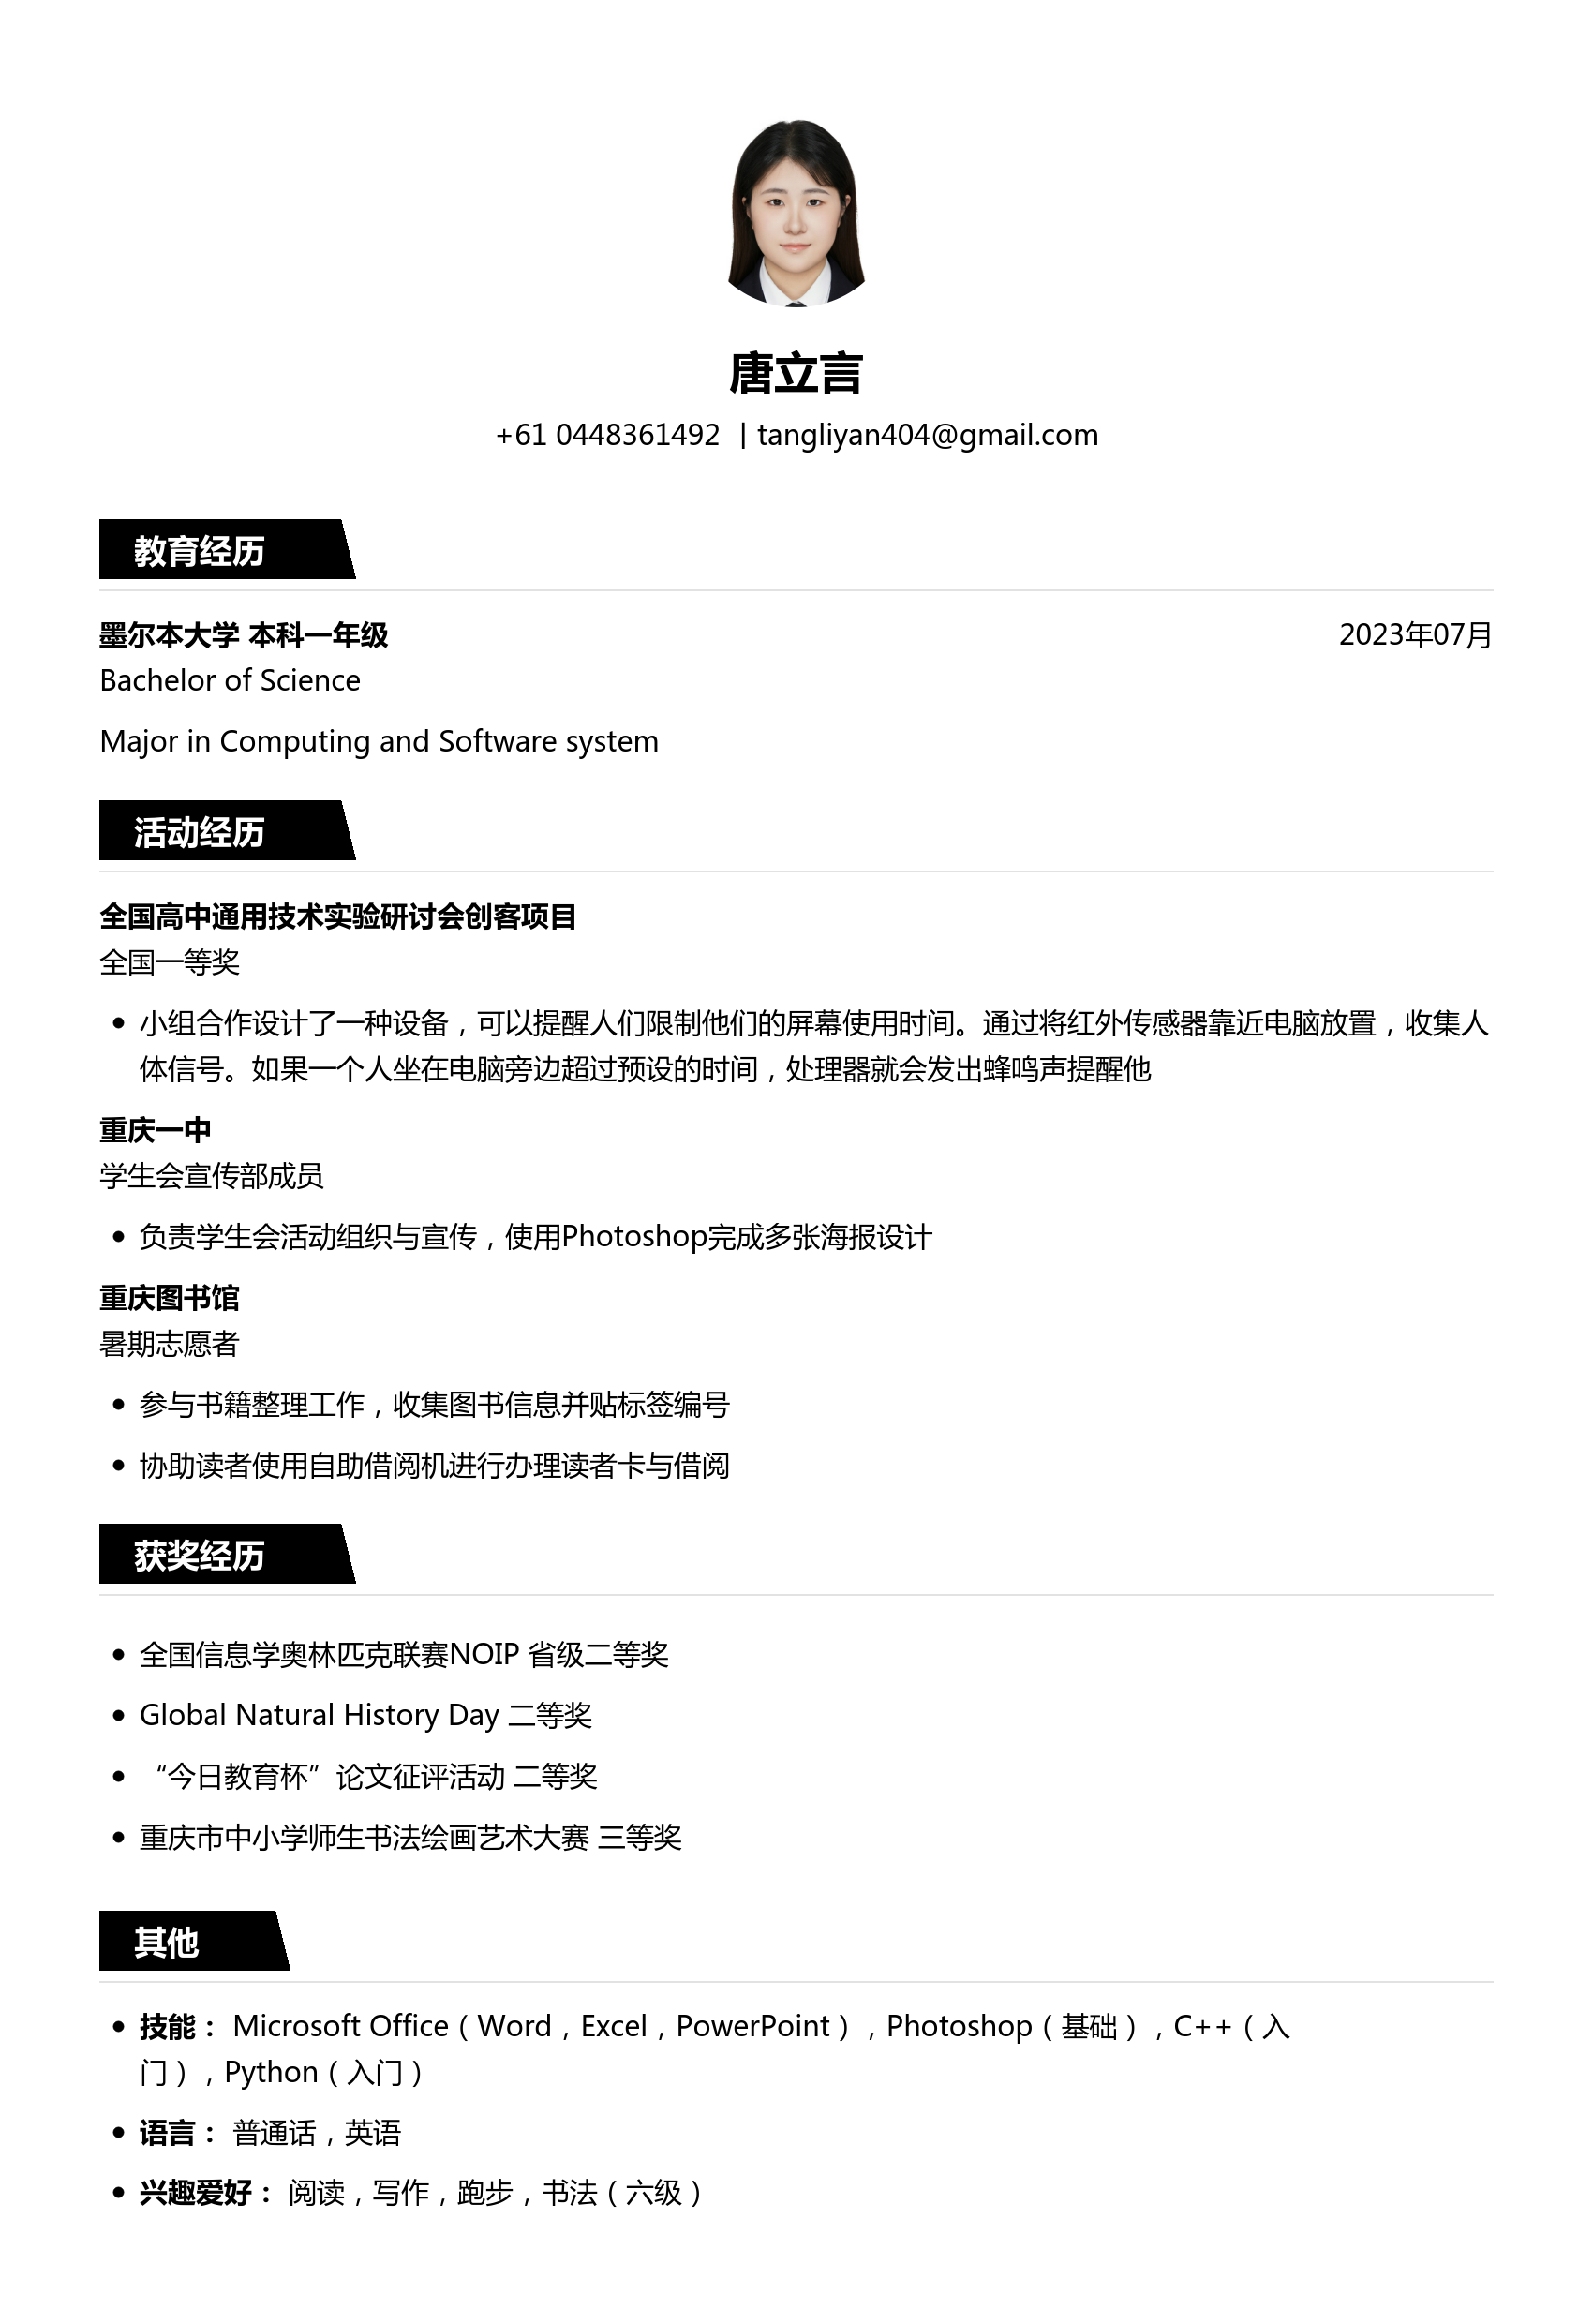 唐立言
+61 0448361492 | tangliyan404@gmail.com
教育经历
墨尔本大学 本科一年级 2023年07月
Bachelor of Science
Major in Computing and Software system
活动经历
全国高中通用技术实验研讨会创客项目
全国一等奖
• 小组合作设计了一种设备，可以提醒人们限制他们的屏幕使用时间。通过将红外传感器靠近电脑放置，收集人
体信号。如果一个人坐在电脑旁边超过预设的时间，处理器就会发出蜂鸣声提醒他
重庆一中
学生会宣传部成员
• 负责学生会活动组织与宣传，使用Photoshop完成多张海报设计
重庆图书馆
暑期志愿者
• 参与书籍整理工作，收集图书信息并贴标签编号
• 协助读者使用自助借阅机进行办理读者卡与借阅
获奖经历
• 全国信息学奥林匹克联赛NOIP 省级二等奖
• Global Natural History Day 二等奖
• “今日教育杯”论文征评活动 二等奖
• 重庆市中小学师生书法绘画艺术大赛 三等奖
其他
• 技能： Microsoft Office（Word，Excel，PowerPoint），Photoshop（基础），C++（入
门），Python（入门）
• 语言： 普通话，英语
• 兴趣爱好： 阅读，写作，跑步，书法（六级）